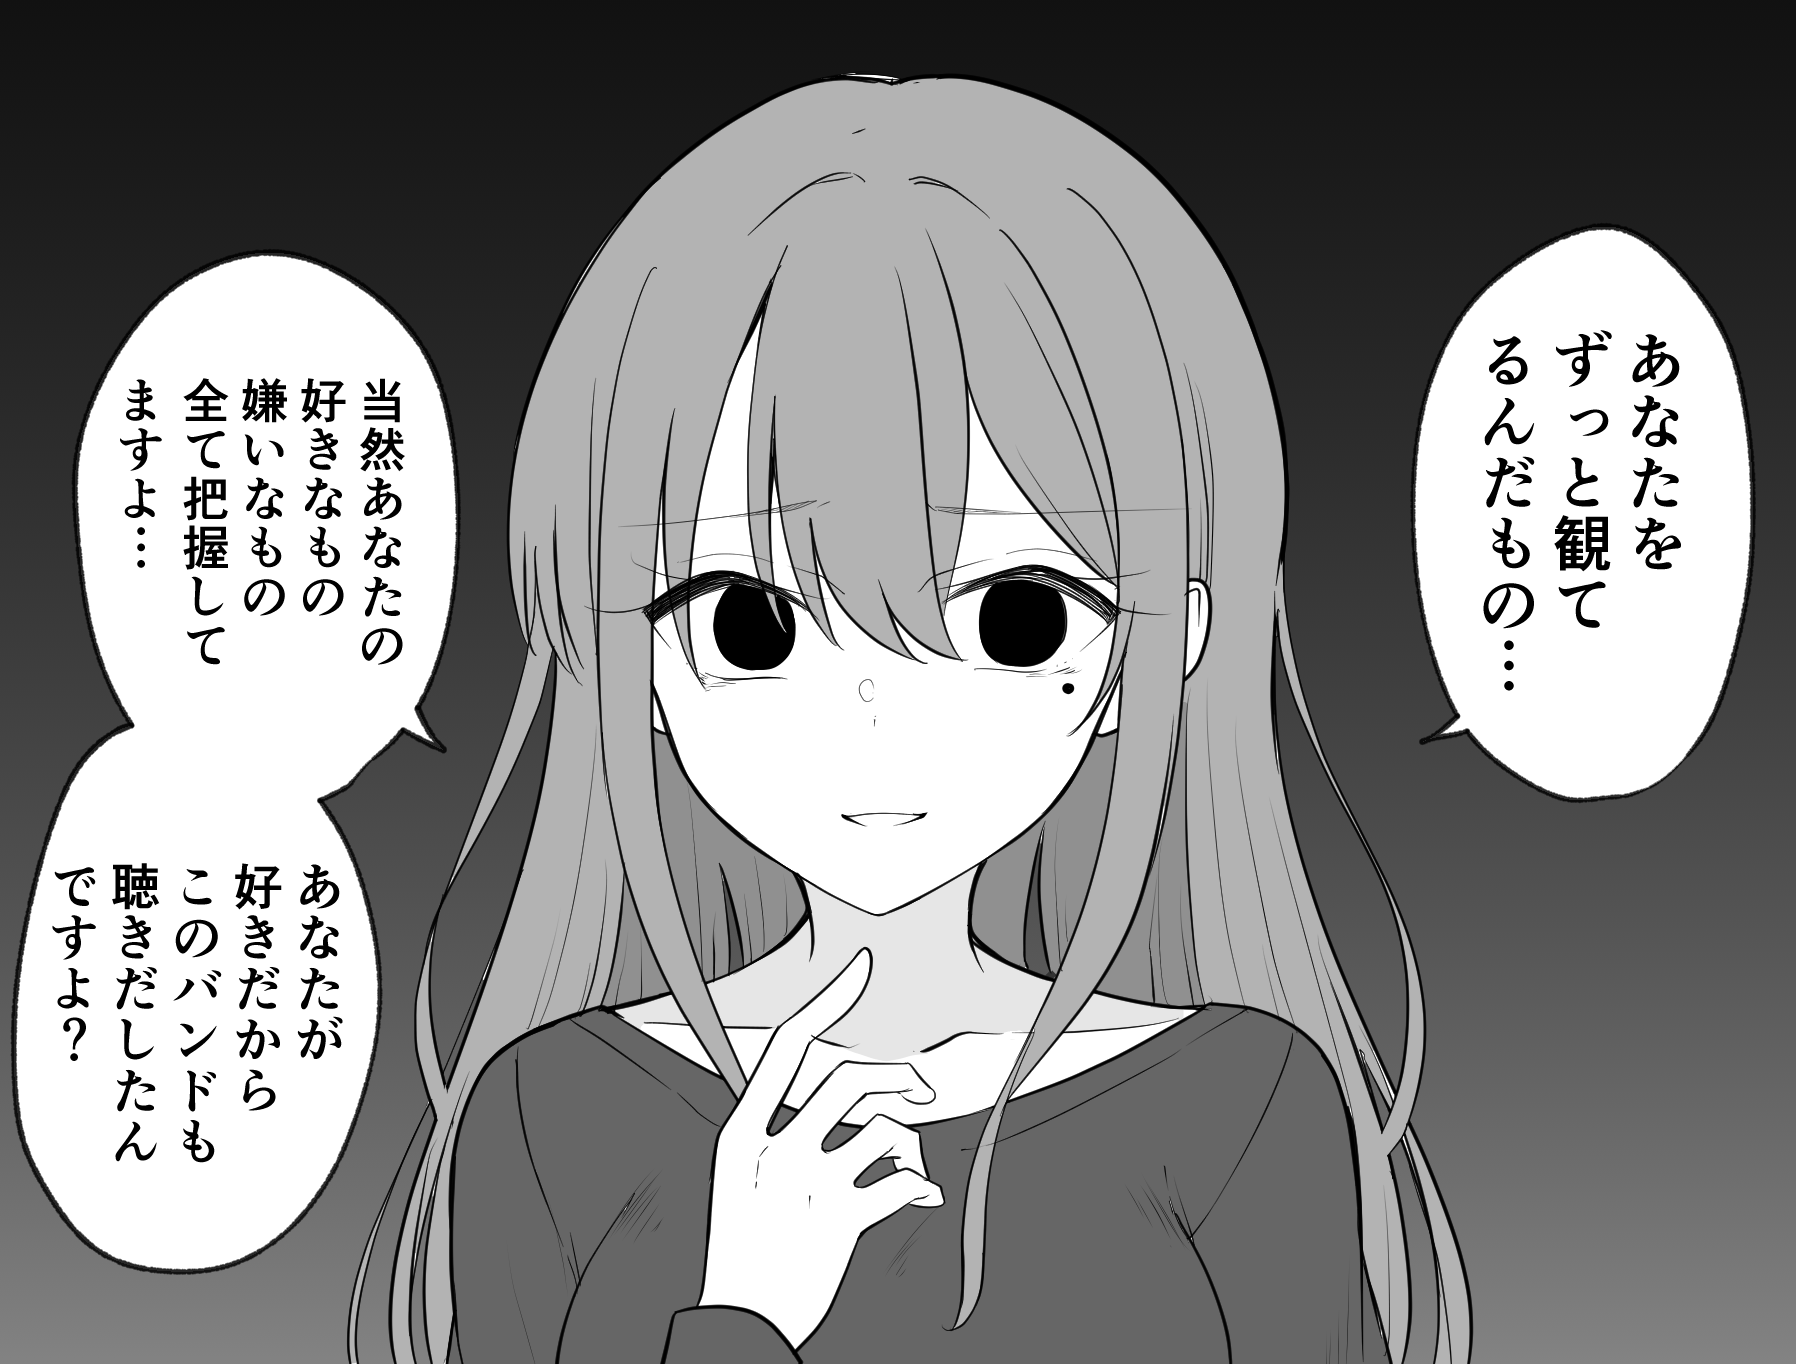 あなたを
ずっと観て
るんだもの…
当然あなたの
好きなもの
嫌いなもの
全て把握して
ますよ…
あなたが
好きだから
このバンドも
聴きだしたん
ですよ？